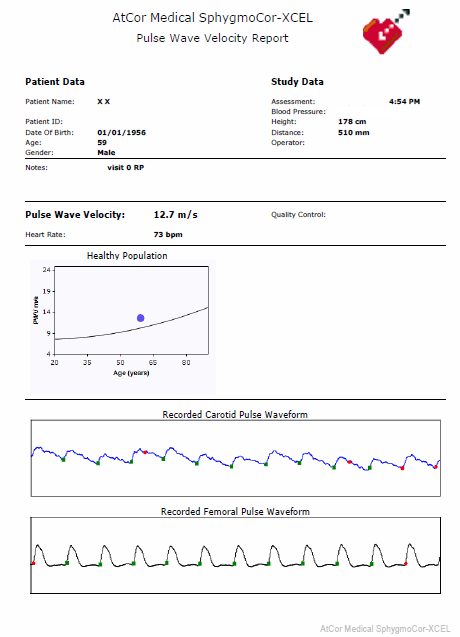 AtCor Medical SphygmoCor-XCEL
Pulse Wave Velocity Report
Patient Data
Patient Name: X X
Patient ID:
Date Of Birth: 01/01/1956
Age: 59
Gender: Male
Study Data
Assessment: 4:54 PM
Blood Pressure:
Height: 178 cm
Distance: 510 mm
Operator:
Notes: visit 0 RP
Pulse Wave Velocity: 12.7 m/s
Quality Control:
Heart Rate: 73 bpm
Healthy Population
PWV m/s
24
19
14
9
4
20 35 50 65 80
Age (years)
Recorded Carotid Pulse Waveform
Recorded Femoral Pulse Waveform
AtCor Medical SphygmoCor-XCEL